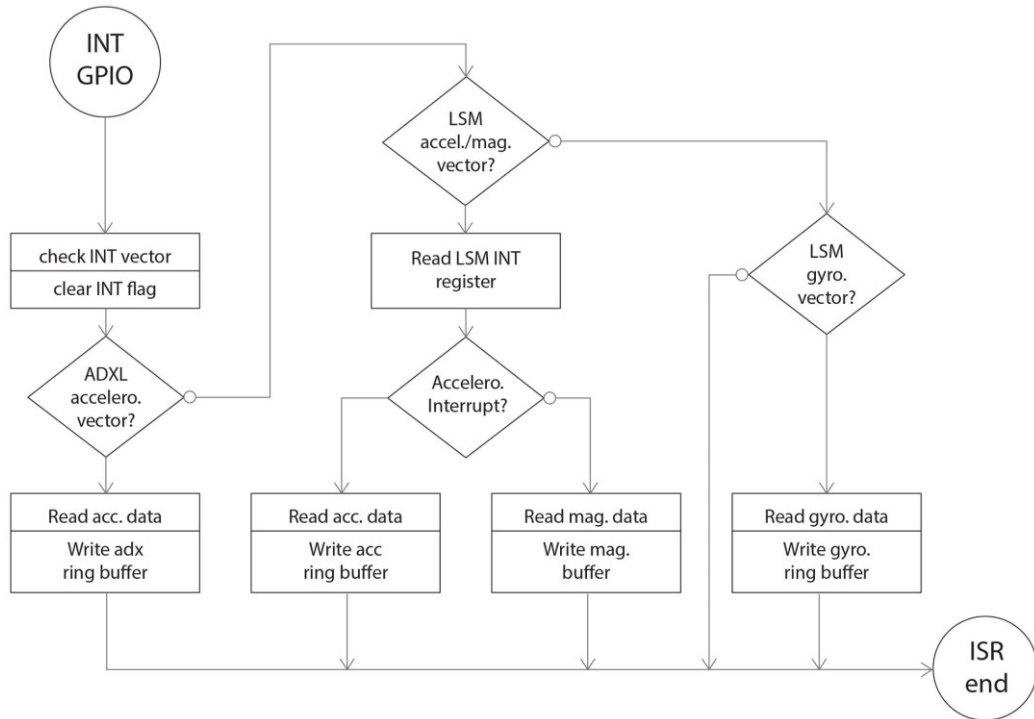 INT
GPIO
check INT vector
clear INT flag
ADXL
accelero.
vector?
Read acc. data
Write adx
ring buffer
LSM
accel./mag.
vector?
Read LSM INT
register
Accelero.
Interrupt?
Read acc. data
Write acc
ring buffer
Read mag. data
Write mag.
buffer
LSM
gyro.
vector?
Read gyro. data
Write gyro.
ring buffer
ISR
end